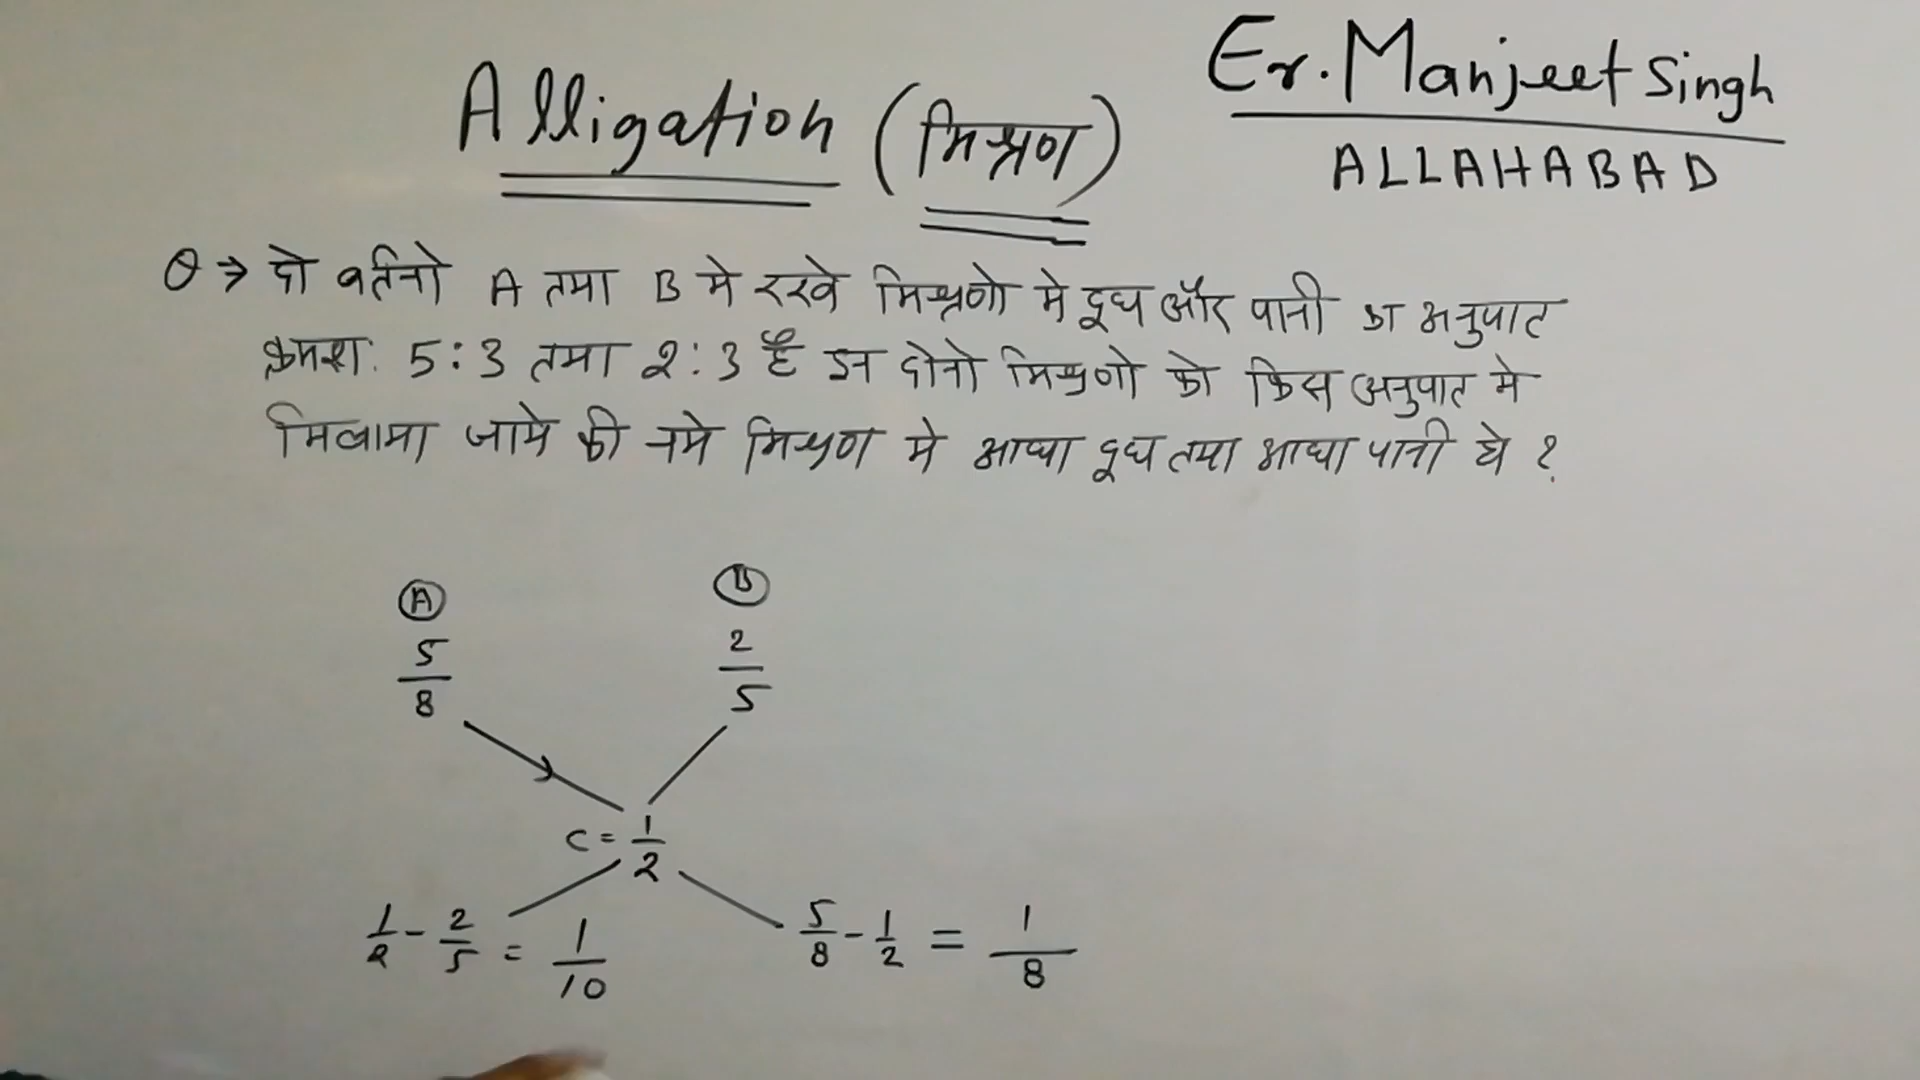 Alligation (मिश्रण)
Er. Manjeet Singh
ALLAHABAD
Q → दो बर्तनो A तथा B मे रखे मिश्रणो मे दूध और पानी का अनुपात
क्रमश: 5:3 तथा 2:3 है इन दोनो मिश्रणो को किस अनुपात मे
मिलाया जाये की नये मिश्रण मे आधा दूध तथा आधा पानी हो ?
A B
5/8 2/5
C = 1/2
1/2 - 2/5 = 1/10 5/8 - 1/2 = 1/8